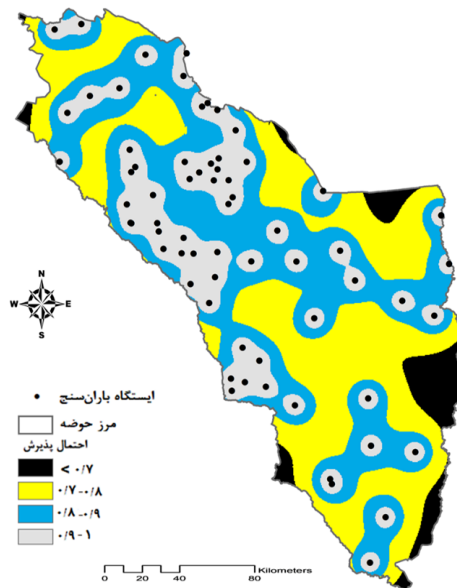 N
W E
S
ایستگاه باران‌سنج
مرز حوضه
احتمال پذیرش
< ۰/۷
۰/۷-۰/۸
۰/۸-۰/۹
۰/۹-۱
Kilometers
0 20 40 80